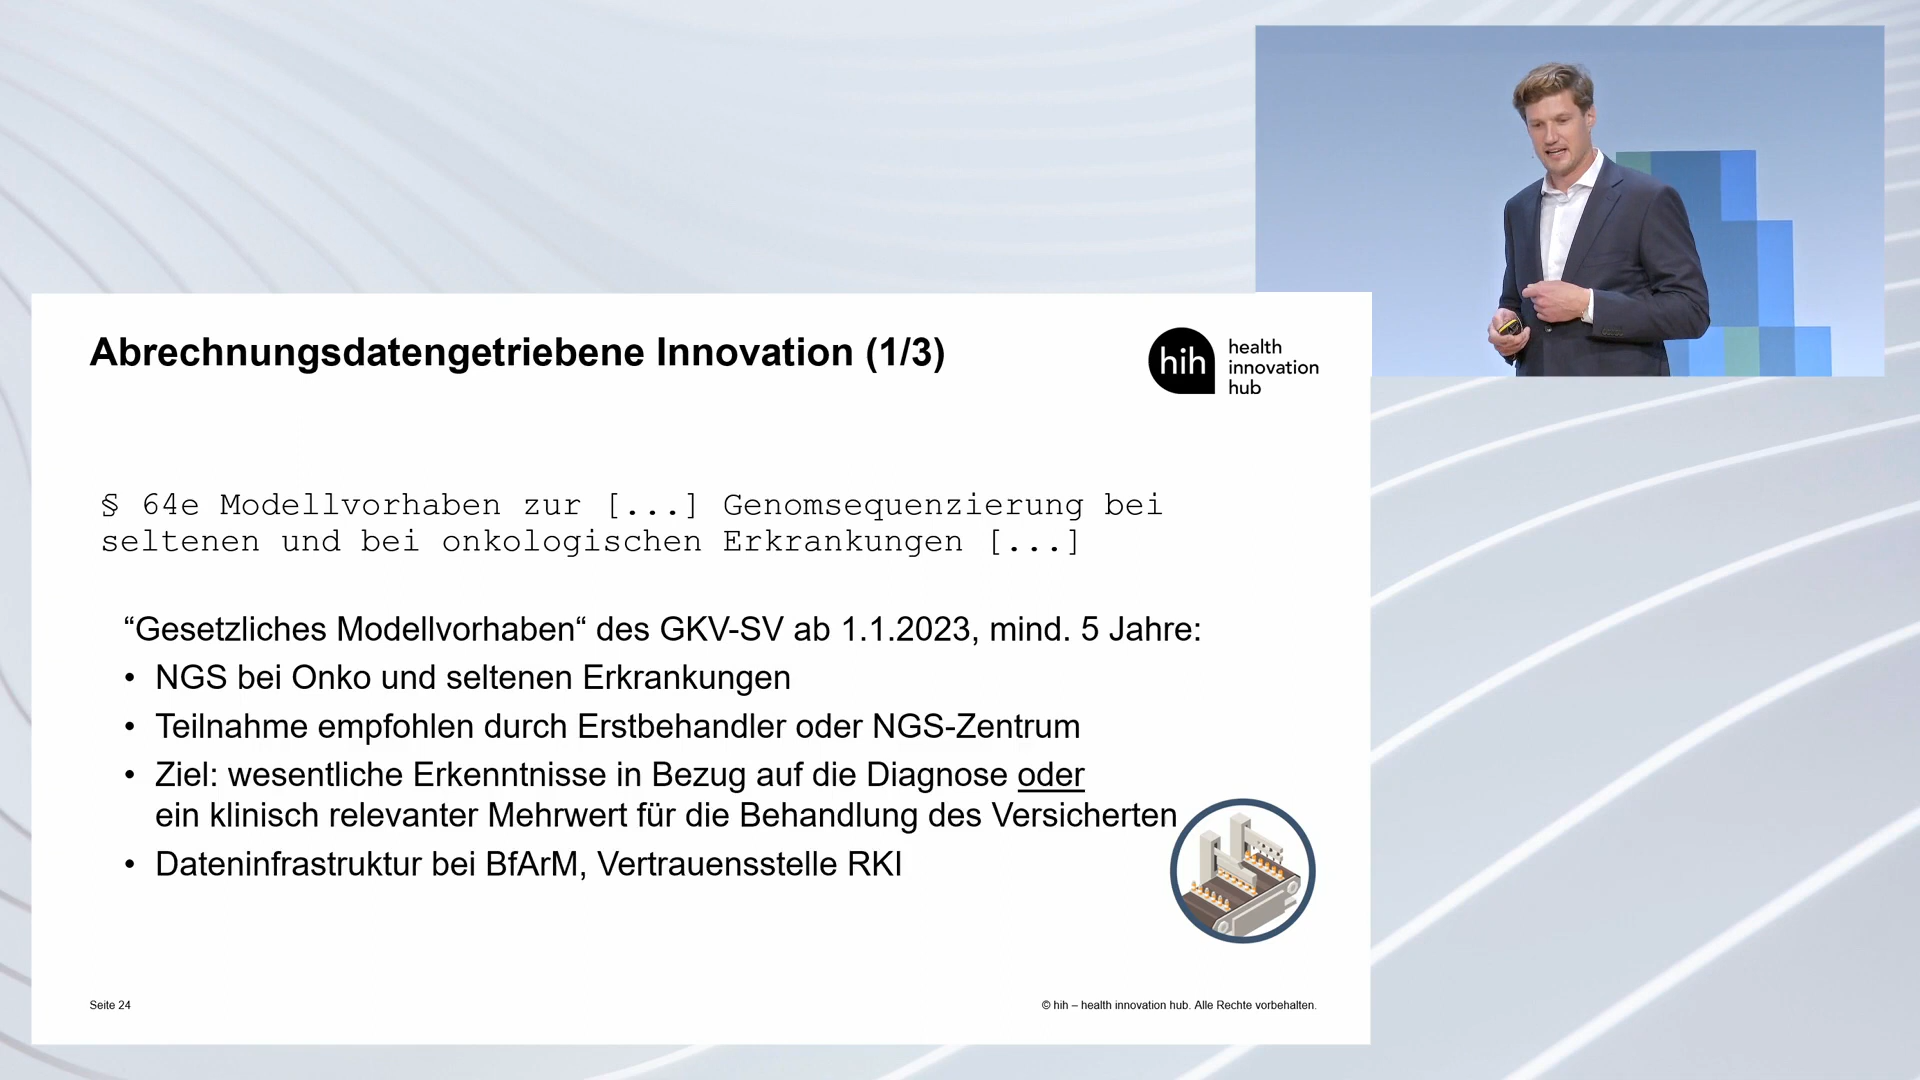 Abrechnungsdatengetriebene Innovation (1/3)
hih
health
innovation
hub
§ 64e Modellvorhaben zur [...] Genomsequenzierung bei
seltenen und bei onkologischen Erkrankungen [...]
“Gesetzliches Modellvorhaben“ des GKV-SV ab 1.1.2023, mind. 5 Jahre:
• NGS bei Onko und seltenen Erkrankungen
• Teilnahme empfohlen durch Erstbehandler oder NGS-Zentrum
• Ziel: wesentliche Erkenntnisse in Bezug auf die Diagnose oder
ein klinisch relevanter Mehrwert für die Behandlung des Versicherten
• Dateninfrastruktur bei BfArM, Vertrauensstelle RKI
Seite 24
© hih – health innovation hub. Alle Rechte vorbehalten.